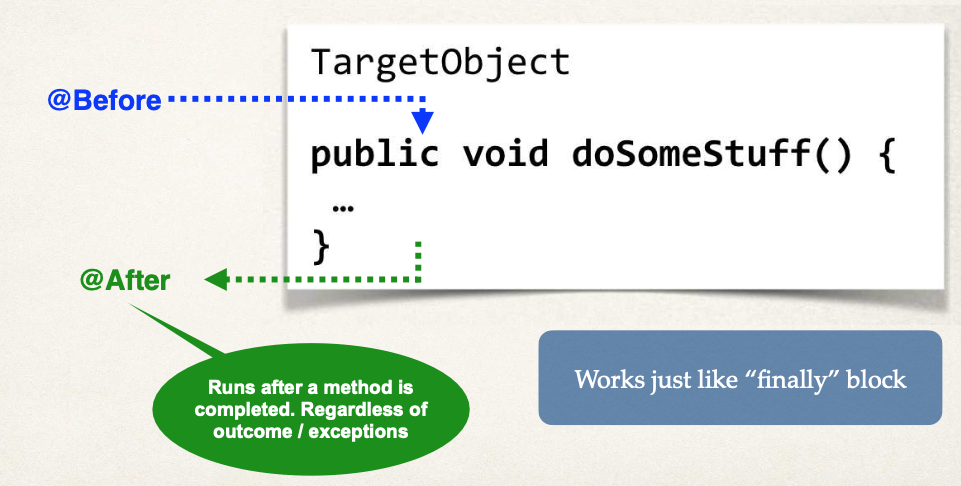 TargetObject
@Before
public void doSomeStuff() {
…
}
@After
Runs after a method is
completed. Regardless of
outcome / exceptions
Works just like “finally” block